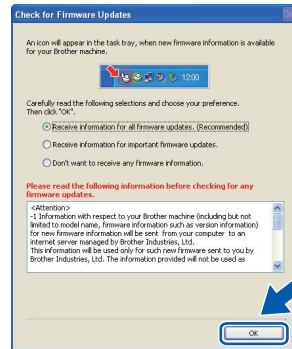 Check for Firmware Updates
An icon will appear in the task tray, when new firmware information is available
for your Brother machine.
12:00
Carefully read the following selections and choose your preference.
Then click "OK".
Receive information for all firmware updates. (Recommended)
Receive information for important firmware updates.
Don't want to receive any firmware information.
Please read the following information before checking for any
firmware updates.
<Attention>
-1 Information with respect to your Brother machine (including but not
limited to model name, firmware information such as version information)
for new firmware information will be sent from your computer to an
internet server managed by Brother Industries, Ltd.
This information will be used only for such new firmware sent to you by
Brother Industries, Ltd. The information provided will not be used as
OK